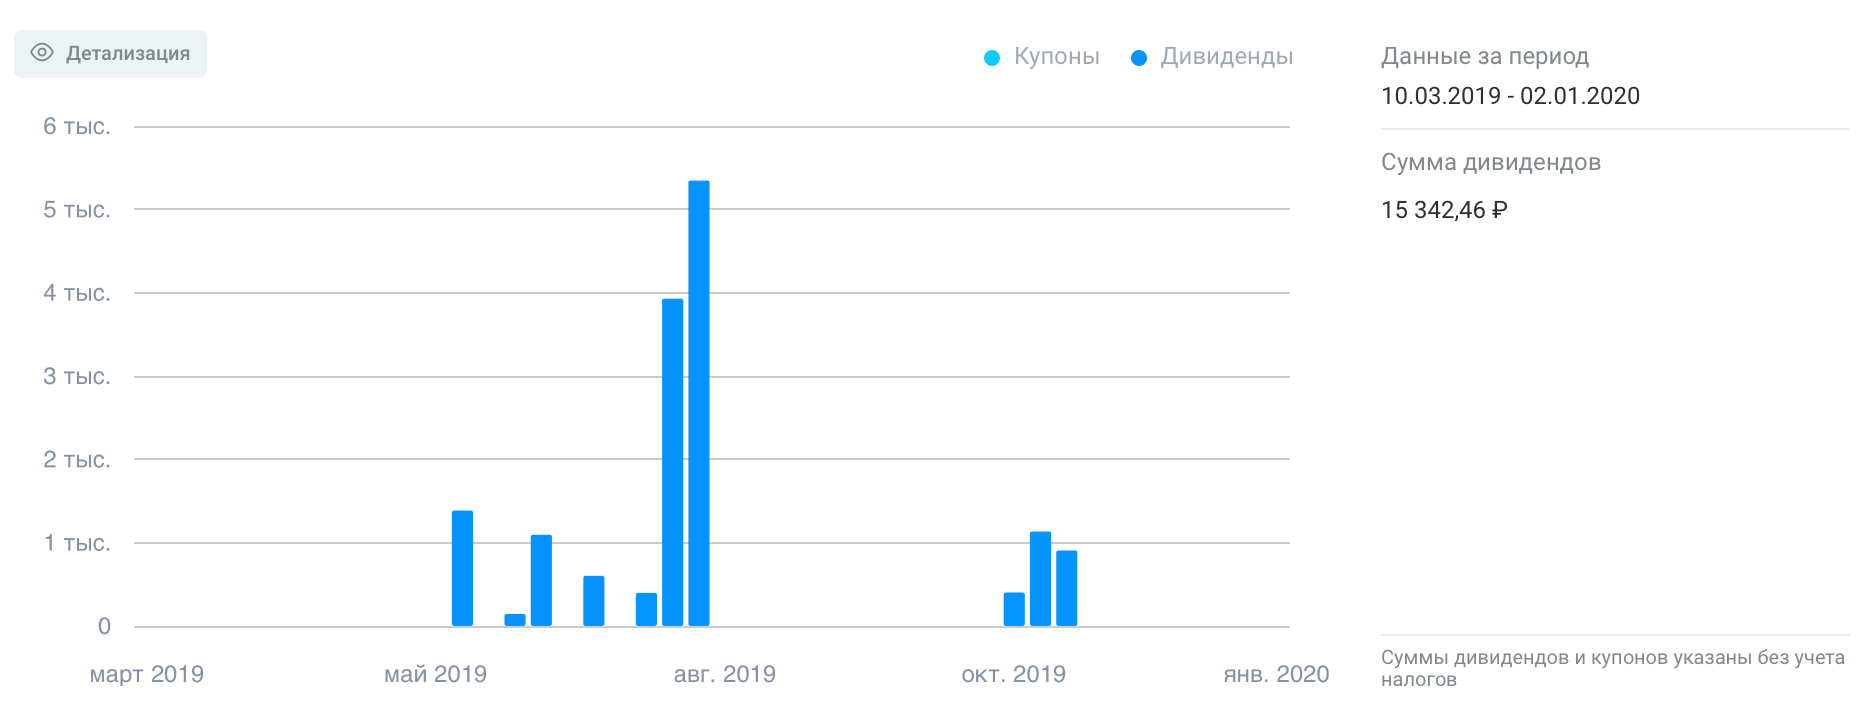 Детализация
Купоны
Дивиденды
6 тыс.
5 тыс.
4 тыс.
3 тыс.
2 тыс.
1 тыс.
0
март 2019
май 2019
авг. 2019
окт. 2019
янв. 2020
Данные за период
10.03.2019 - 02.01.2020
Сумма дивидендов
15 342,46 ₽
Суммы дивидендов и купонов указаны без учета
налогов